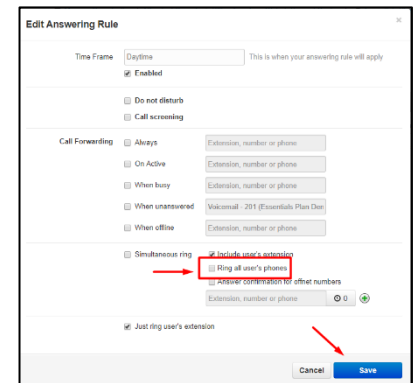 Edit Answering Rule ×
Time Frame Daytime This is when your answering rule will apply
Enabled
Do not disturb
Call screening
Call Forwarding Always Extension, number or phone
On Active Extension, number or phone
When busy Extension, number or phone
When unanswered Voicemail - 201 (Essentials Plan Dem
When offline Extension, number or phone
Simultaneous ring Include user's extension
Ring all user's phones
Answer confirmation for offnet numbers
Extension, number or phone 0
Just ring user's extension
Cancel Save